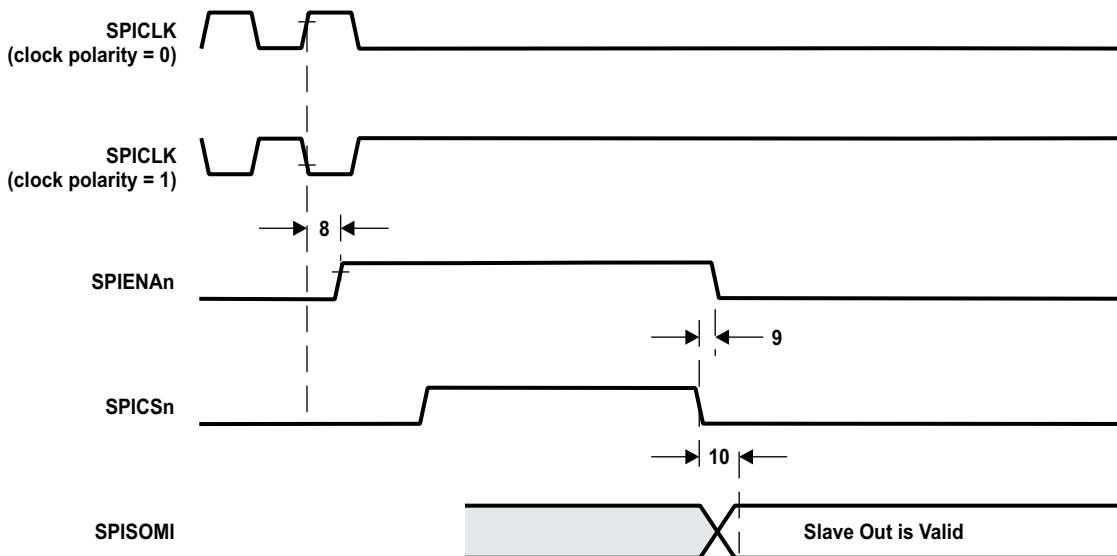 SPICLK
(clock polarity = 0)
SPICLK
(clock polarity = 1)
8
SPIENAn
9
SPICSn
10
SPISOMI
Slave Out is Valid